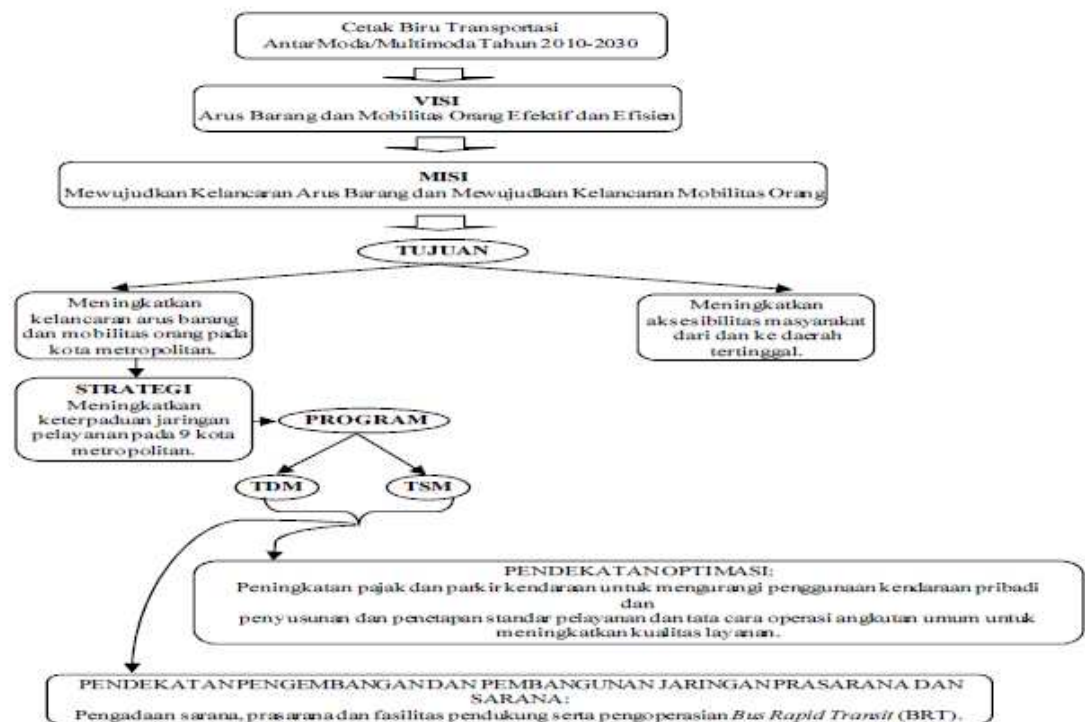 Cetak Biru Transportasi
AntarModa/Multimoda Tahun 2010-2030
VISI
Arus Barang dan Mobilitas Orang Efektif dan Efisien
MISI
Mewujudkan Kelancaran Arus Barang dan Mewujudkan Kelancaran Mobilitas Orang
TUJUAN
Meningkatkan
kelancaran arus barang
dan mobilitas orang pada
kota metropolitan.
Meningkatkan
aksesibilitas masyarakat
dari dan ke daerah
tertinggal.
STRATEGI
Meningkatkan
keterpaduan jaringan
pelayanan pada 9 kota
metropolitan.
PROGRAM
TDM
TSM
PENDEKATAN OPTIMASI;
Peningkatan pajak dan parkir kendaraan untuk mengurangi penggunaan kendaraan pribadi
dan
penyusunan dan penetapan standar pelayanan dan tata cara operasi angkutan umum untuk
meningkatkan kualitas layanan.
PENDEKATAN PENGEMBANGAN DAN PEMBANGUNAN JARINGAN PRASARANA DAN
SARANA;
Pengadaan sarana, prasarana dan fasilitas pendukung serta pengoperasian Bus Rapid Transit (BRT).